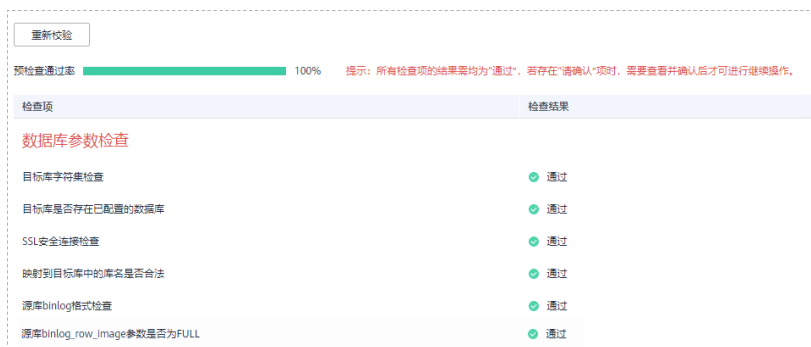 重新校验
预检查通过率 100% 提示：所有检查项的结果需均为"通过"，若存在"请确认"项时，需要查看并确认后才可进行继续操作。
检查项 检查结果
数据库参数检查
目标库字符集检查 通过
目标库是否存在已配置的数据库 通过
SSL安全连接检查 通过
映射到目标库中的库名是否合法 通过
源库binlog格式检查 通过
源库binlog_row_image参数是否为FULL 通过